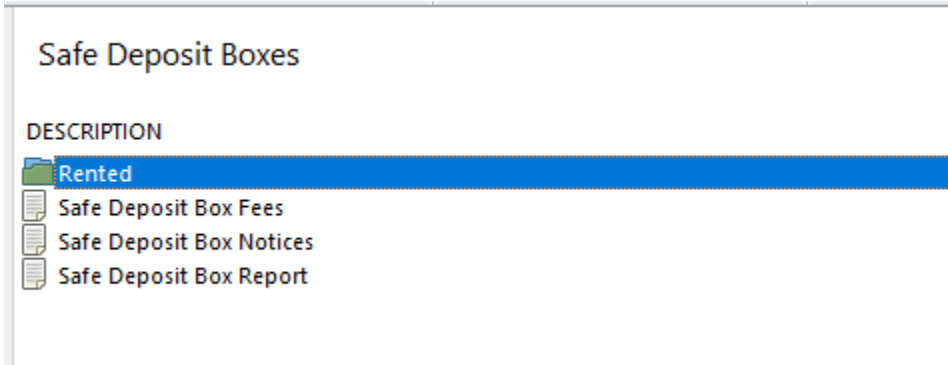 Safe Deposit Boxes
DESCRIPTION
Rented
Safe Deposit Box Fees
Safe Deposit Box Notices
Safe Deposit Box Report